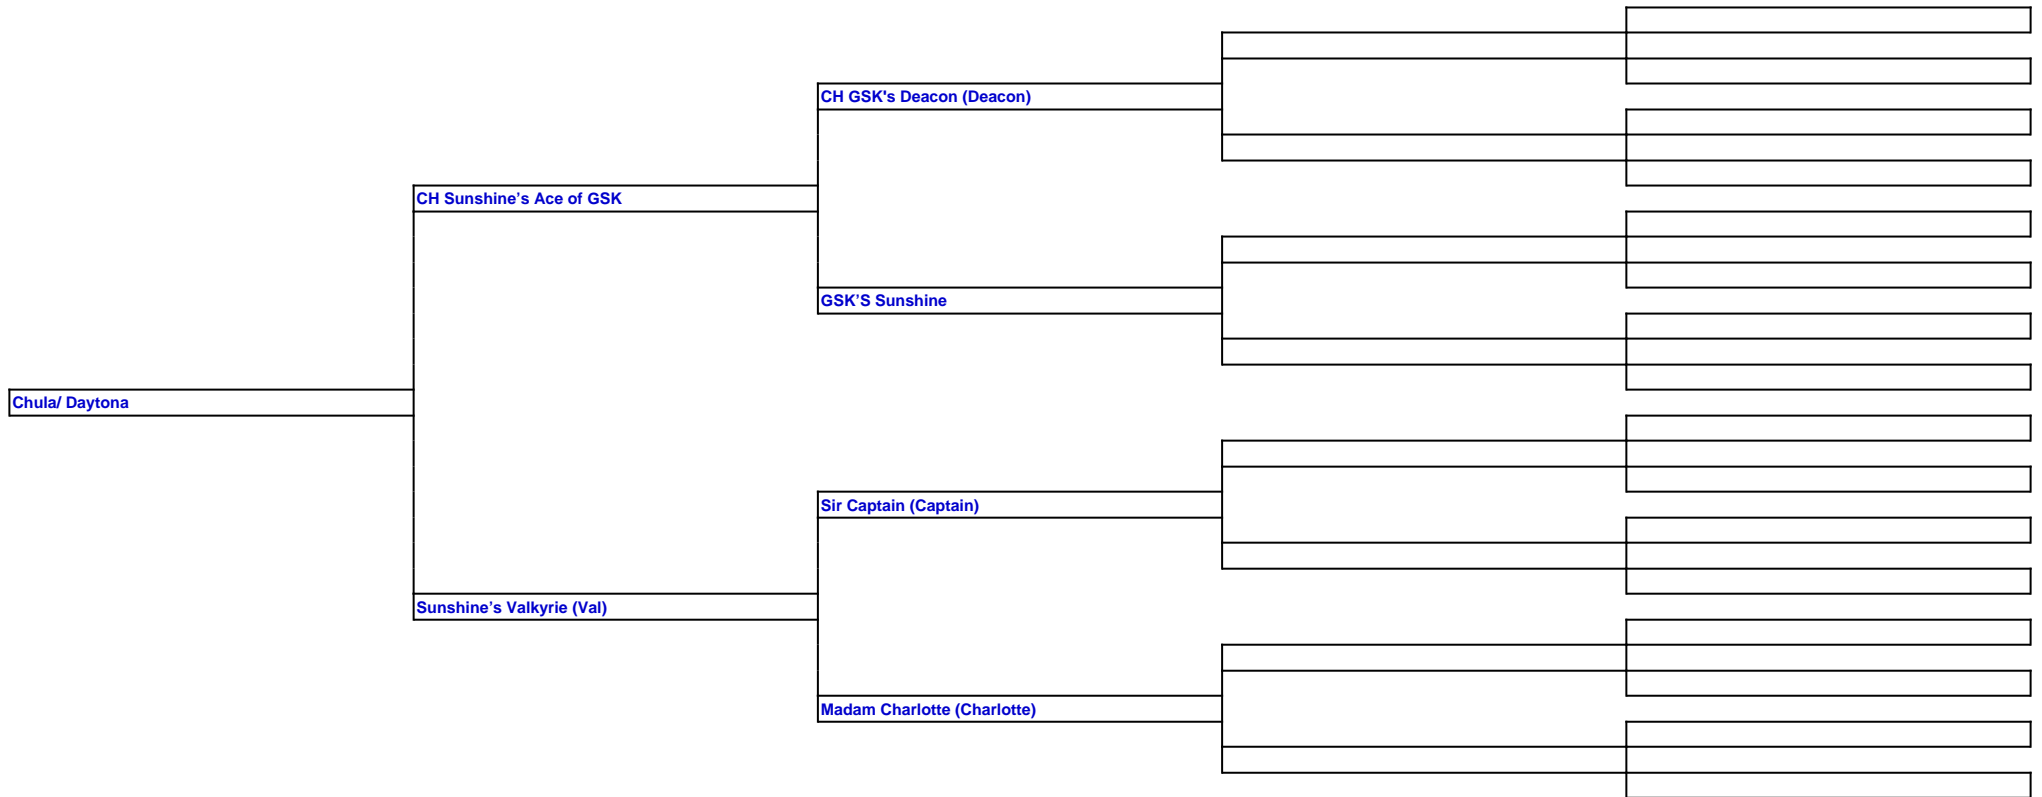 CH GSK's Deacon (Deacon)
CH Sunshine’s Ace of GSK
GSK’S Sunshine
Chula/ Daytona
Sir Captain (Captain)
Sunshine’s Valkyrie (Val)
Madam Charlotte (Charlotte)